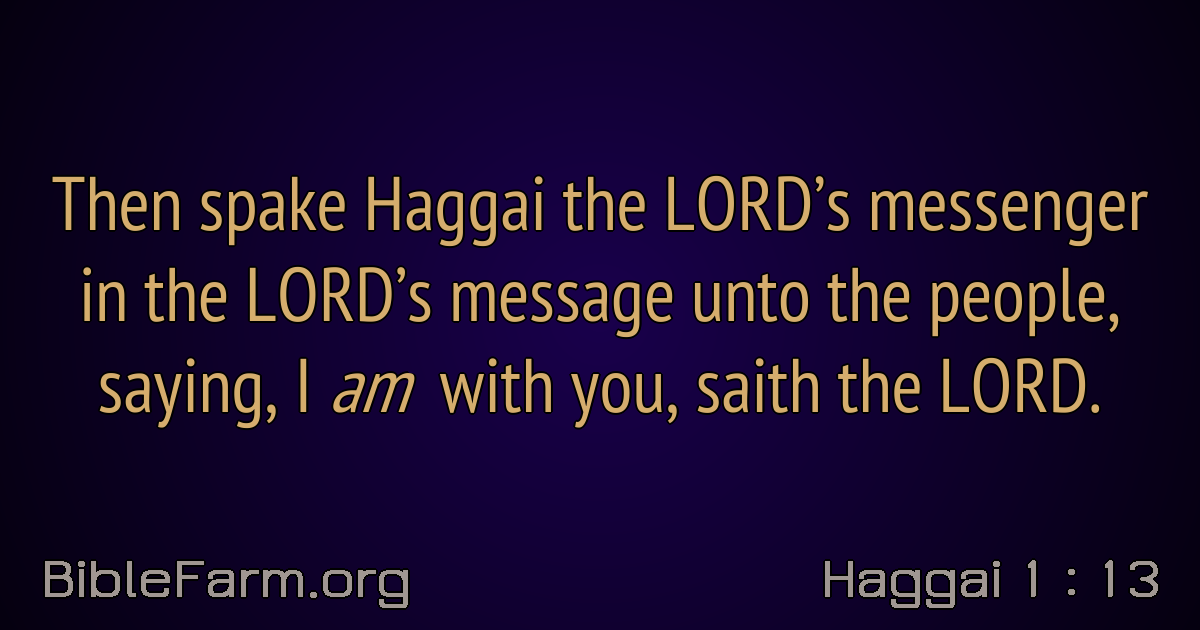 Then spake Haggai the LORD’s messenger
in the LORD’s message unto the people,
saying, I am with you, saith the LORD.
BibleFarm.org
Haggai 1 : 13